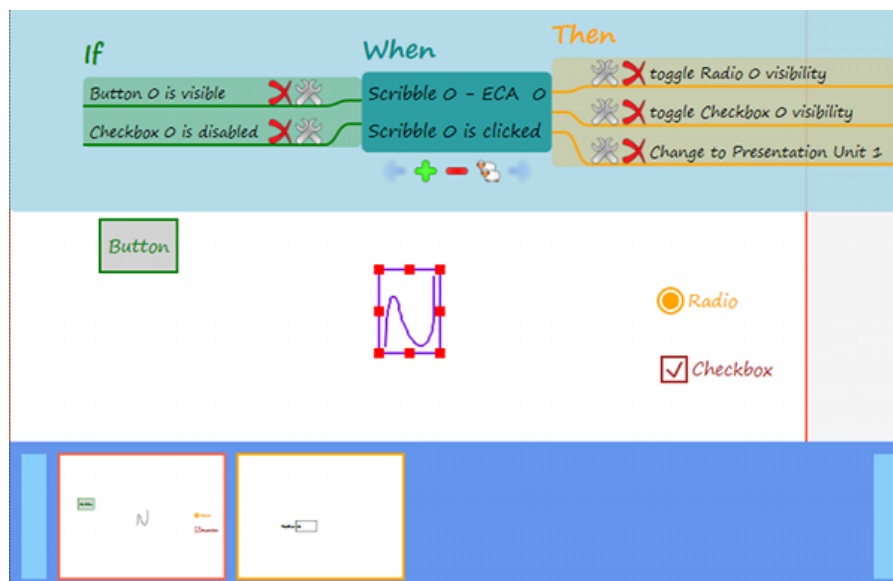 If
When
Then
Button 0 is visible
Checkbox 0 is disabled
Scribble 0 - ECA 0
Scribble 0 is clicked
toggle Radio 0 visibility
toggle Checkbox 0 visibility
Change to Presentation Unit 1
Button
Radio
Checkbox